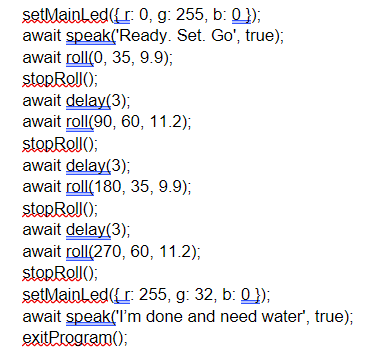 setMainLed({ r: 0, g: 255, b: 0 });
await speak('Ready. Set. Go', true);
await roll(0, 35, 9.9);
stopRoll();
await delay(3);
await roll(90, 60, 11.2);
stopRoll();
await delay(3);
await roll(180, 35, 9.9);
stopRoll();
await delay(3);
await roll(270, 60, 11.2);
stopRoll();
setMainLed({ r: 255, g: 32, b: 0 });
await speak('I’m done and need water', true);
exitProgram();